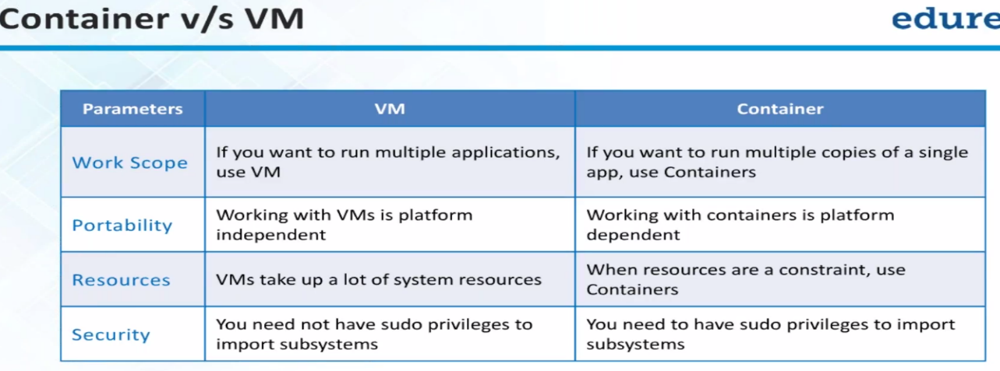 Container v/s VM
edure
Parameters
VM
Container
Work Scope
If you want to run multiple applications,
use VM
If you want to run multiple copies of a single
app, use Containers
Portability
Working with VMs is platform
independent
Working with containers is platform
dependent
Resources
VMs take up a lot of system resources
When resources are a constraint, use
Containers
Security
You need not have sudo privileges to
import subsystems
You need to have sudo privileges to import
subsystems